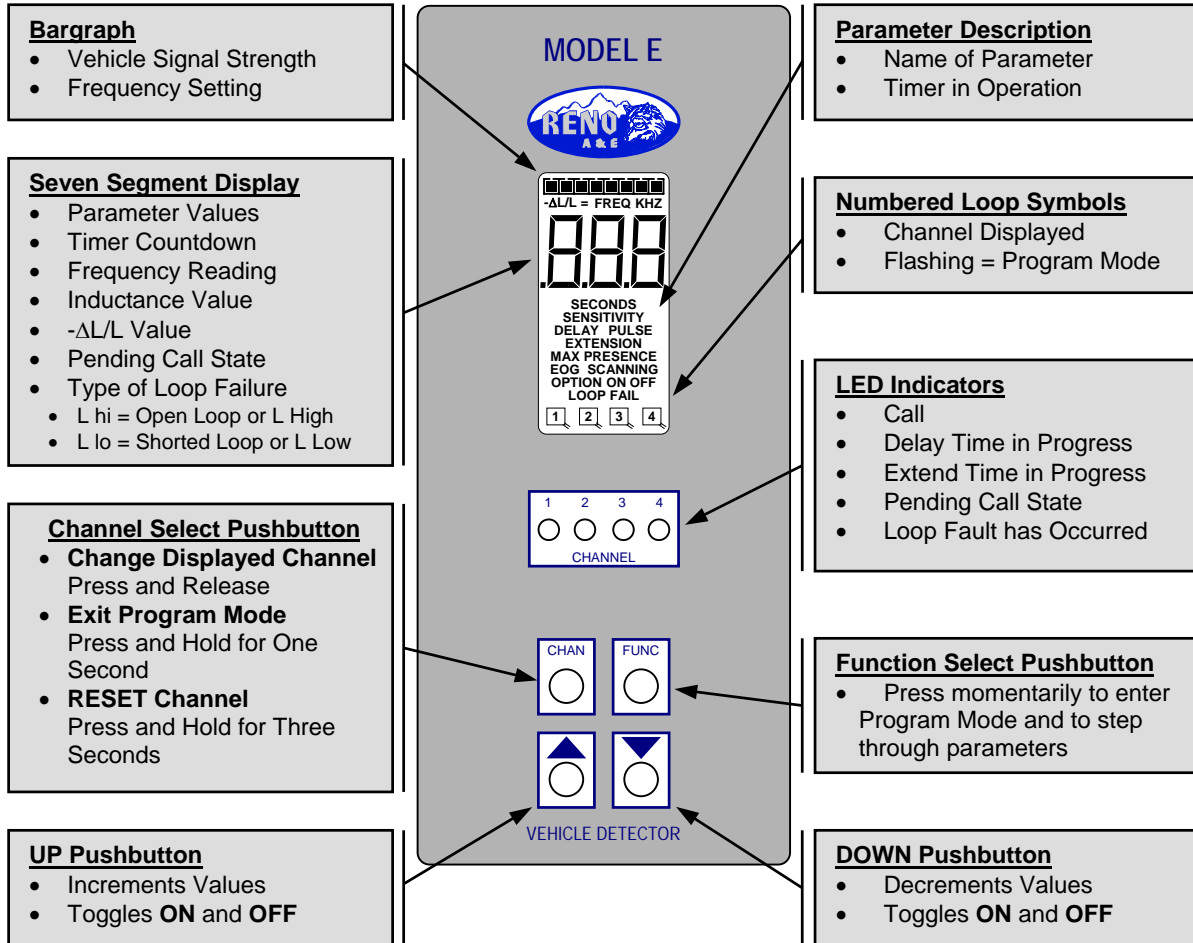 Bargraph
• Vehicle Signal Strength
• Frequency Setting
Seven Segment Display
• Parameter Values
• Timer Countdown
• Frequency Reading
• Inductance Value
• -ΔL/L Value
• Pending Call State
• Type of Loop Failure
• L hi = Open Loop or L High
• L lo = Shorted Loop or L Low
Channel Select Pushbutton
• Change Displayed Channel
Press and Release
• Exit Program Mode
Press and Hold for One
Second
• RESET Channel
Press and Hold for Three
Seconds
UP Pushbutton
• Increments Values
• Toggles ON and OFF
MODEL E
RENO
A & E
-ΔL/L = FREQ KHZ
.8.8.8
SECONDS
SENSITIVITY
DELAY PULSE
EXTENSION
MAX PRESENCE
EOG SCANNING
OPTION ON OFF
LOOP FAIL
1 2 3 4
1 2 3 4
CHANNEL
CHAN FUNC
VEHICLE DETECTOR
Parameter Description
• Name of Parameter
• Timer in Operation
Numbered Loop Symbols
• Channel Displayed
• Flashing = Program Mode
LED Indicators
• Call
• Delay Time in Progress
• Extend Time in Progress
• Pending Call State
• Loop Fault has Occurred
Function Select Pushbutton
• Press momentarily to enter
Program Mode and to step
through parameters
DOWN Pushbutton
• Decrements Values
• Toggles ON and OFF